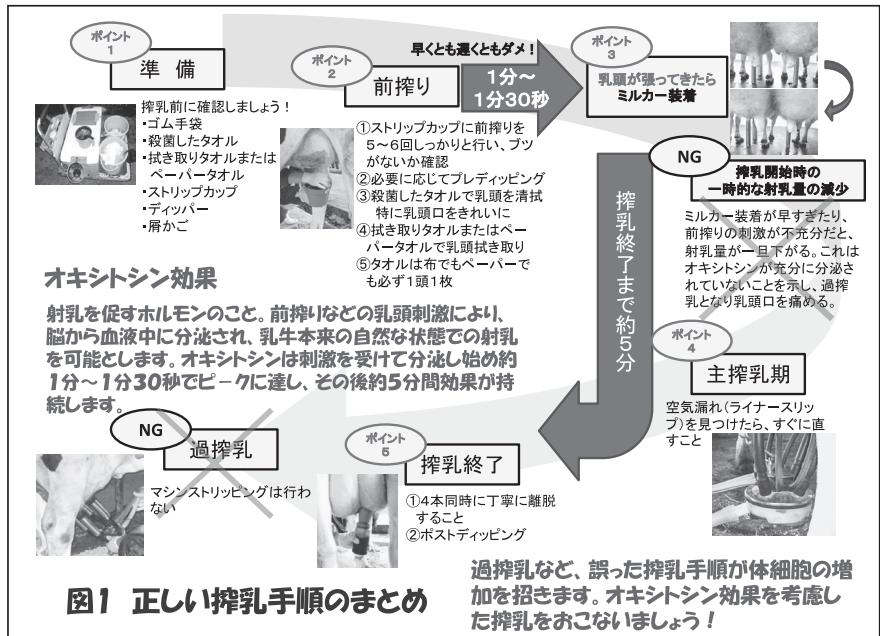 ポイント
1
準 備
搾乳前に確認しましょう！
・ゴム手袋
・殺菌したタオル
・拭き取りタオルまたは
ペーパータオル
・ストリップカップ
・ディッパー
・屑かご
ポイント
2
前搾り
①ストリップカップに前搾りを
５～６回しっかりと行い、ブツ
がないか確認
②必要に応じてプレディッピング
③殺菌したタオルで乳頭を清拭
特に乳頭口をきれいに
④拭き取りタオルまたはペー
パータオルで乳頭拭き取り
⑤タオルは布でもペーパーで
も必ず１頭１枚
早くとも遅くともダメ！
１分～
１分30秒
ポイント
3
乳頭が張ってきたら
ミルカー装着
NG
搾乳開始時の
一時的な射乳量の減少
ミルカー装着が早すぎたり、
前搾りの刺激が不充分だと、
射乳量が一旦下がる。これは
オキシトシンが充分に分泌さ
れていないことを示し、過搾
乳となり乳頭口を痛める。
搾乳終了まで約５分
オキシトシン効果
射乳を促すホルモンのこと。前搾りなどの乳頭刺激により、
脳から血液中に分泌され、乳牛本来の自然な状態での射乳
を可能とします。オキシトシンは刺激を受けて分泌し始め約
１分～１分30秒でピークに達し、その後約５分間効果が持
続します。
ポイント
4
主搾乳期
空気漏れ（ライナースリッ
プ）を見つけたら、すぐに直
すこと
ポイント
5
搾乳終了
①４本同時に丁寧に離脱
すること
②ポストディッピング
NG
過搾乳
マシンストリッピングは行わ
ない
図1 正しい搾乳手順のまとめ
過搾乳など、誤った搾乳手順が体細胞の増
加を招きます。オキシトシン効果を考慮し
た搾乳をおこないましょう！